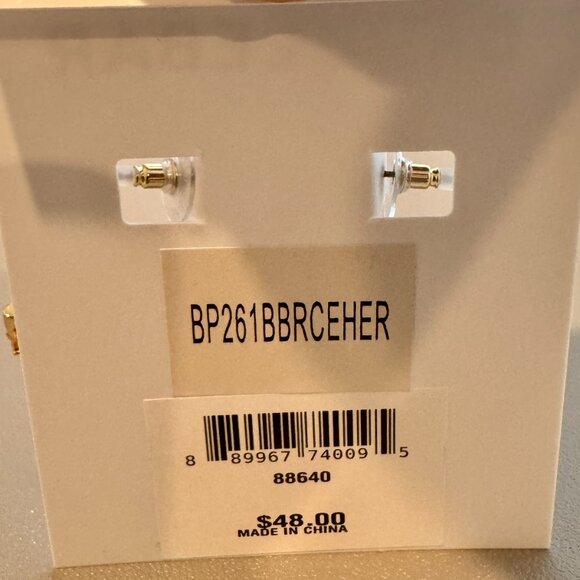 BP261BBRCEHER
8 89967 74009 5
88640
$48.00
MADE IN CHINA